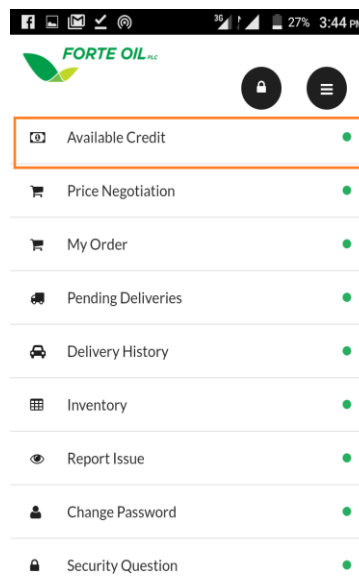 3G 27% 3:44 PM
FORTE OIL PLC
Available Credit
Price Negotiation
My Order
Pending Deliveries
Delivery History
Inventory
Report Issue
Change Password
Security Question